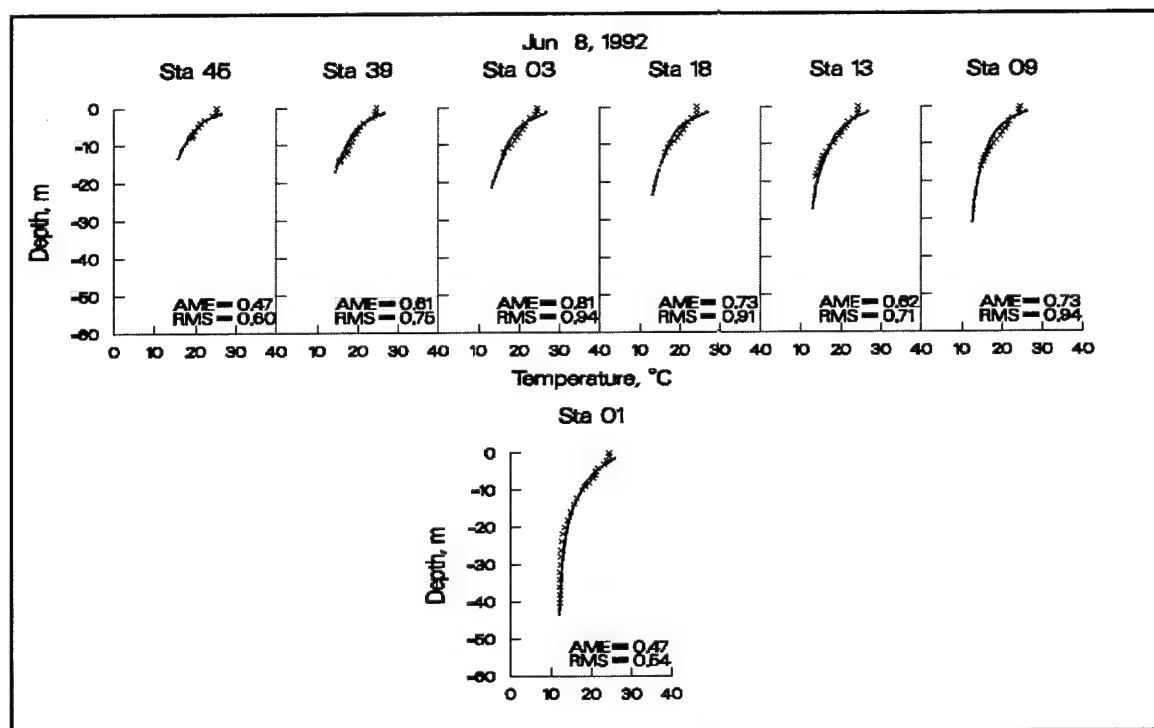 Jun 8, 1992
Sta 45 Sta 39 Sta 03 Sta 18 Sta 13 Sta 09
0
-10
-20
-30
-40
-50
-60
Depth, m
AME= 0.47 AME= 0.61 AME= 0.81 AME= 0.73 AME= 0.62 AME= 0.73
RMS = 0.60 RMS = 0.75 RMS = 0.94 RMS = 0.91 RMS = 0.71 RMS = 0.94
0 10 20 30 40 10 20 30 40 10 20 30 40 10 20 30 40 10 20 30 40 10 20 30 40
Temperature, °C
Sta 01
0
-10
-20
-30
-40
-50
-60
Depth, m
AME= 0.47
RMS = 0.54
0 10 20 30 40